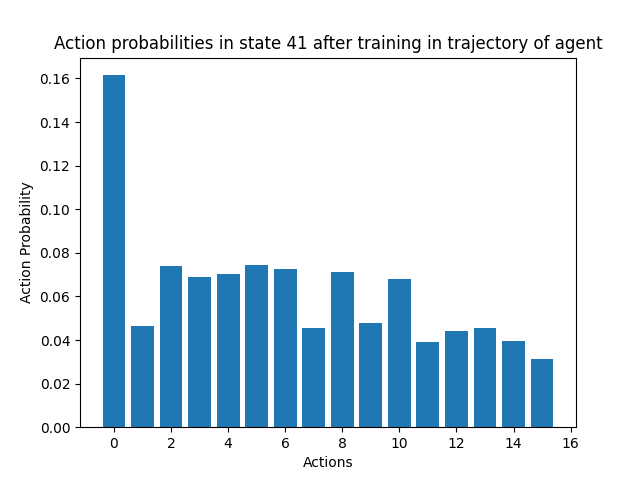 Action probabilities in state 41 after training in trajectory of agent
0.16
0.14
0.12
0.10
0.08
0.06
0.04
0.02
0.00
Action Probability
0 2 4 6 8 10 12 14 16
Actions